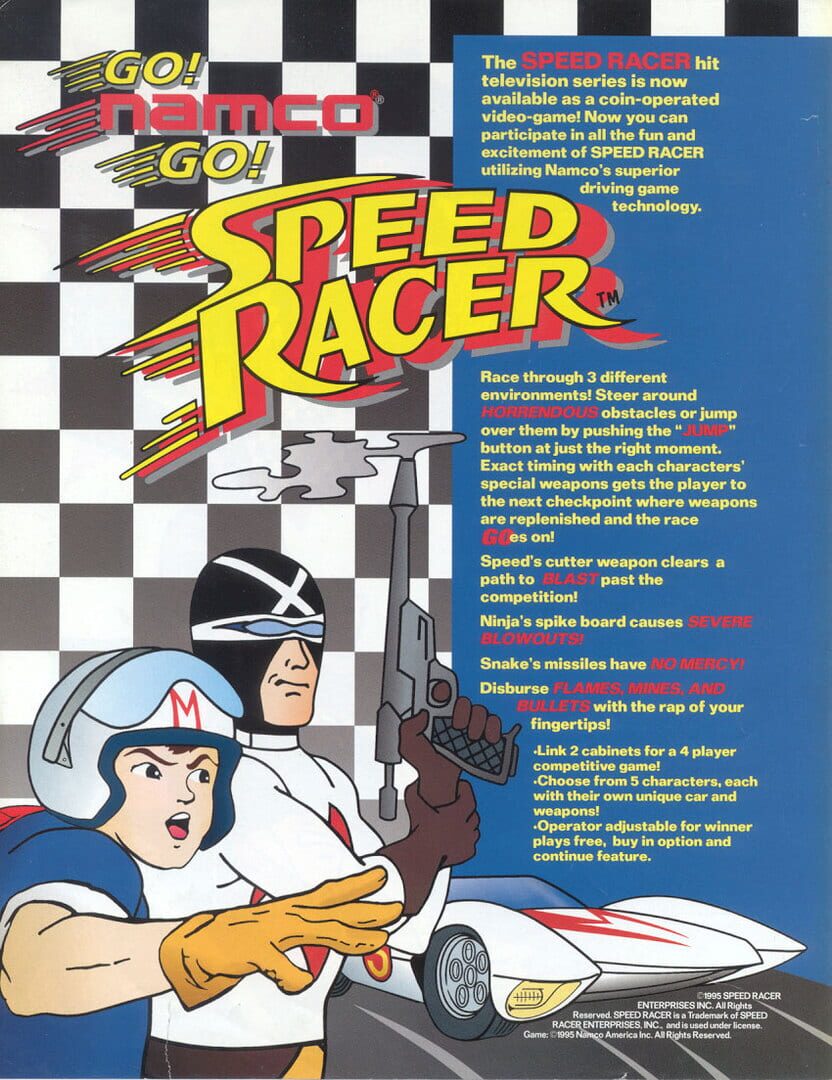 GO!
namco®
GO!
SPEED
RACER™
The SPEED RACER hit
television series is now
available as a coin-operated
video-game! Now you can
participate in all the fun and
excitement of SPEED RACER
utilizing Namco's superior
driving game
technology.
Race through 3 different
environments! Steer around
HORRENDOUS obstacles or jump
over them by pushing the "JUMP"
button at just the right moment.
Exact timing with each characters'
special weapons gets the player to
the next checkpoint where weapons
are replenished and the race
GOes on!
Speed's cutter weapon clears a
path to BLAST past the
competition!
Ninja's spike board causes SEVERE
BLOWOUTS!
Snake's missiles have NO MERCY!
Disburse FLAMES, MINES, AND
BULLETS with the rap of your
fingertips!
·Link 2 cabinets for a 4 player
competitive game!
·Choose from 5 characters, each
with their own unique car and
weapons!
·Operator adjustable for winner
plays free, buy in option and
continue feature.
M
©1995 SPEED RACER
ENTERPRISES INC. All Rights
Reserved. SPEED RACER is a Trademark of SPEED
RACER ENTERPRISES, INC., and is used under license.
Game: ©1995 Namco America Inc. All Rights Reserved.